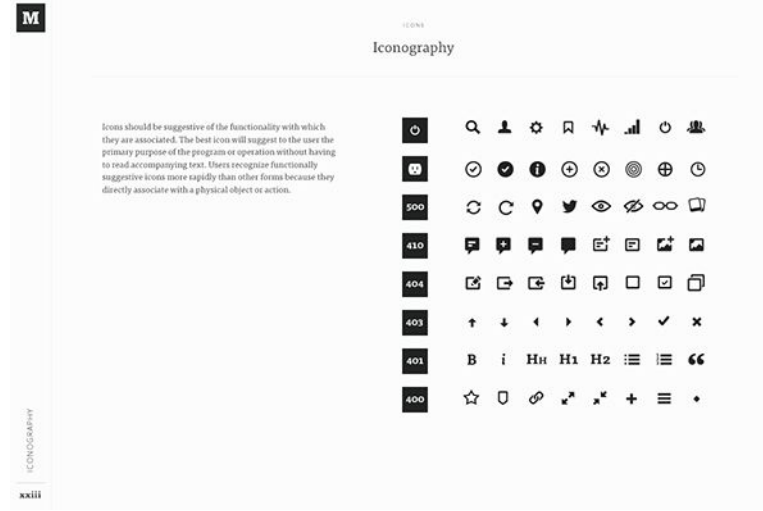 M
ICONS
Iconography
Icons should be suggestive of the functionality with which
they are associated. The best icon will suggest to the user the
primary purpose of the program or operation without having
to read accompanying text. Users recognize functionally
suggestive icons more rapidly than other forms because they
directly associate with a physical object or action.
500
410
404
403
401 B i HH H1 H2
400
ICONOGRAPHY
xxiii